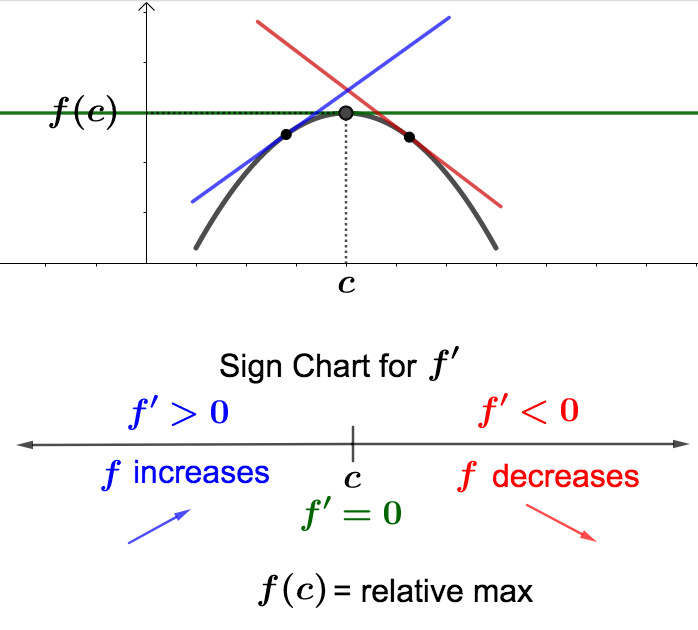 f(c)
c
Sign Chart for f′
f′ > 0
f′ < 0
f increases
c
f decreases
f′ = 0
f(c) = relative max